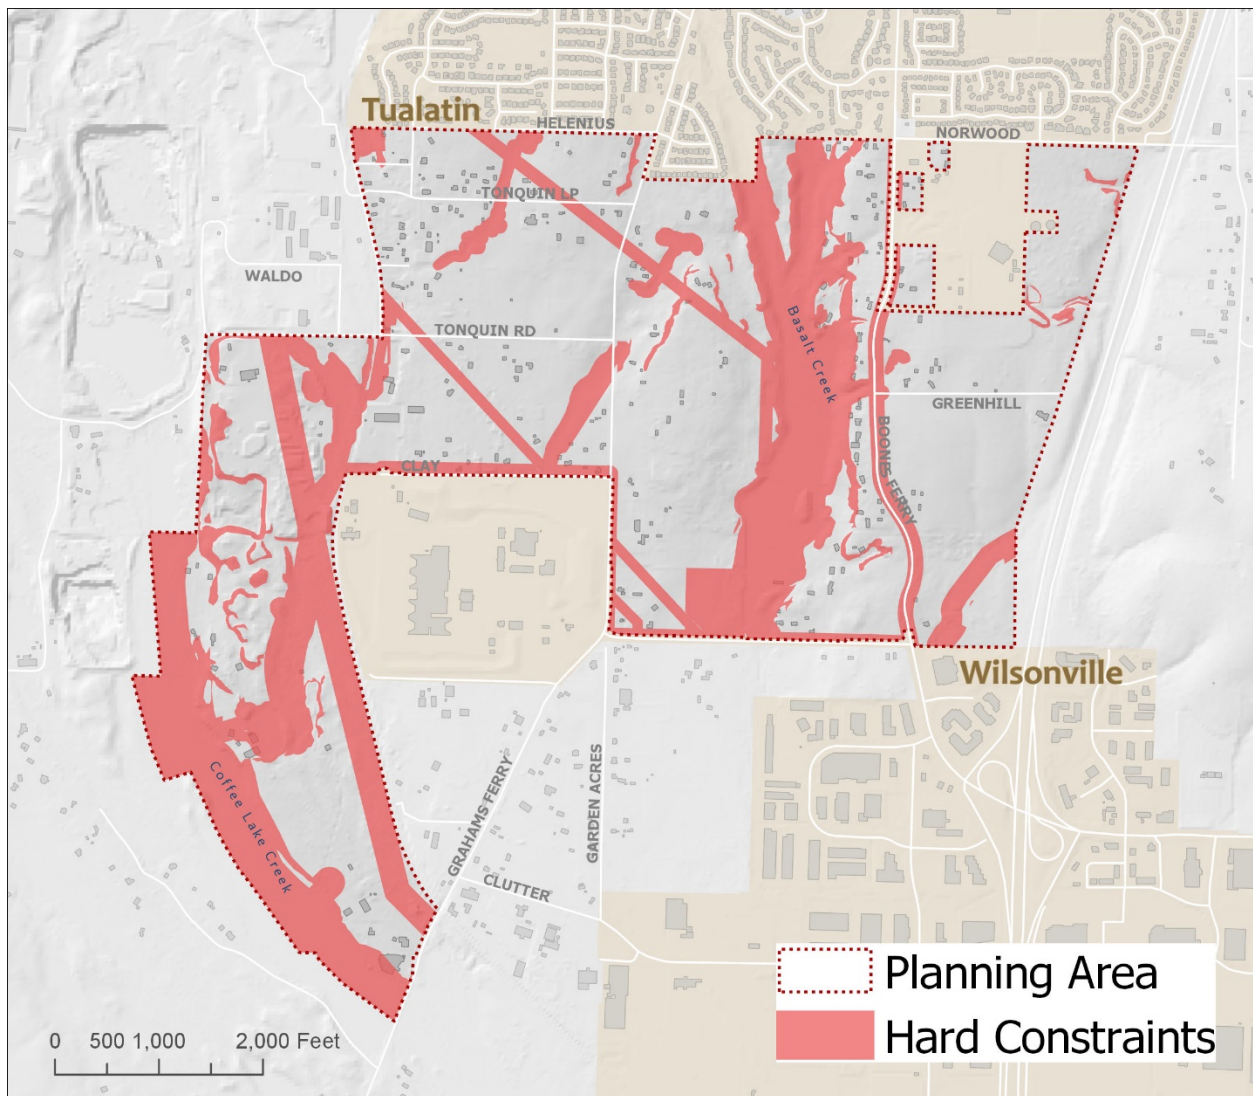 Tualatin
HELENIUS
NORWOOD
TONQUIN LP
WALDO
TONQUIN RD
Basalt Creek
GREENHILL
BOONES FERRY
CLAY
Wilsonville
Coffee Lake Creek
GRAHAMS FERRY
GARDEN ACRES
CLUTTER
Planning Area
Hard Constraints
0 500 1,000 2,000 Feet